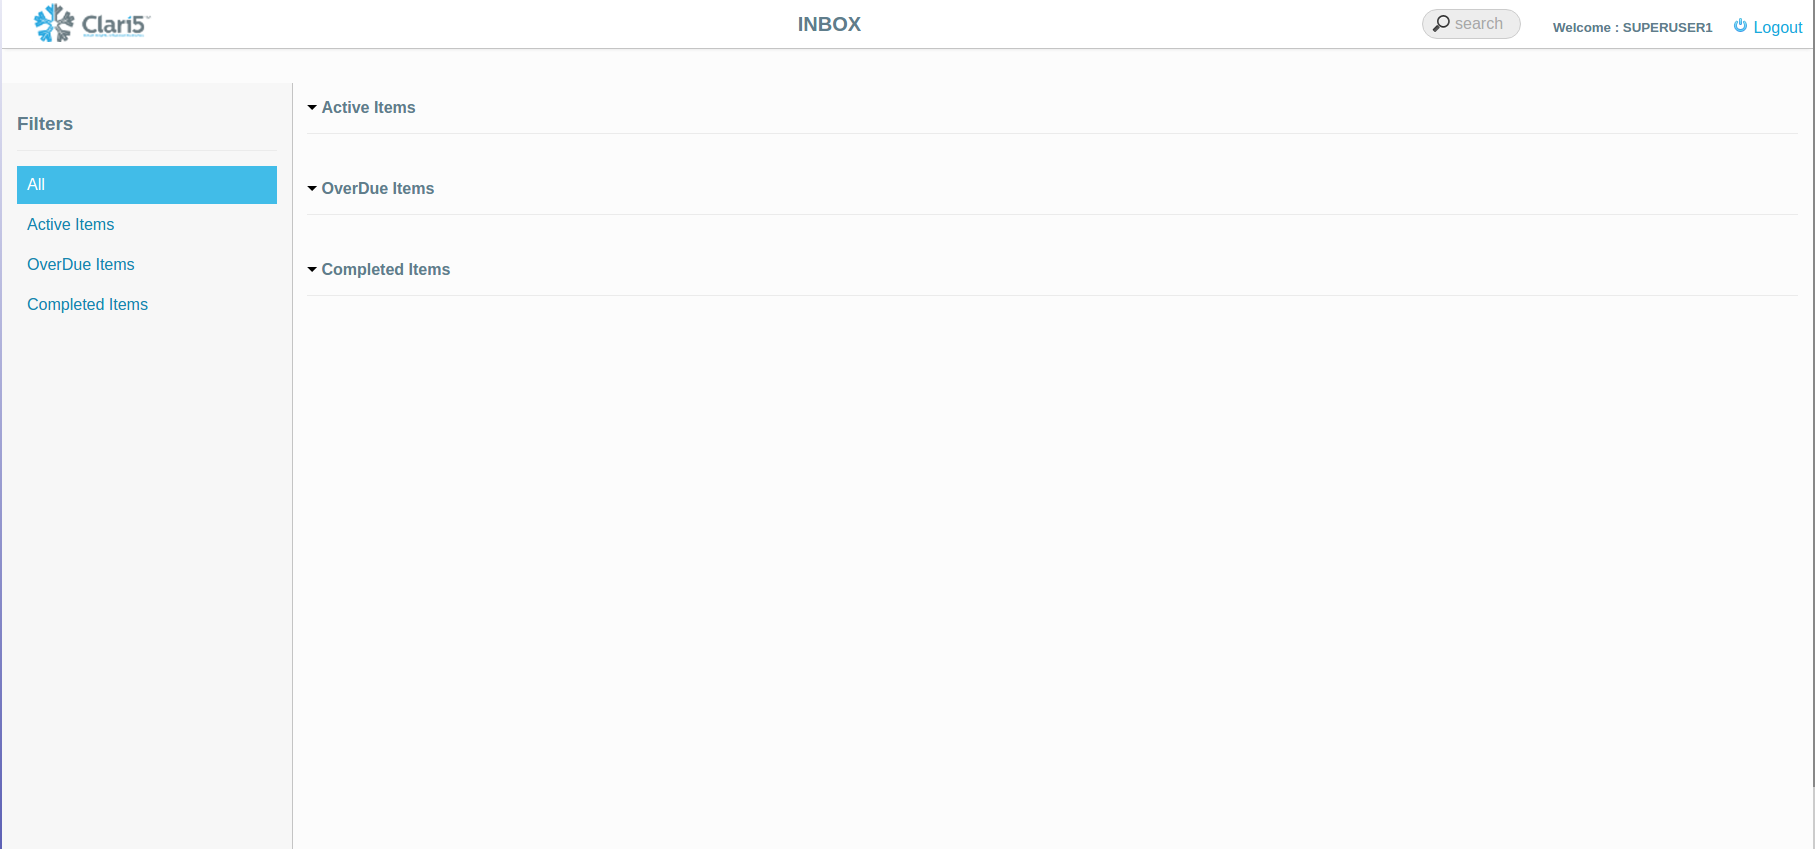 Clari5
INBOX
search
Welcome : SUPERUSER1
Logout
Filters
All
Active Items
OverDue Items
Completed Items
Active Items
OverDue Items
Completed Items